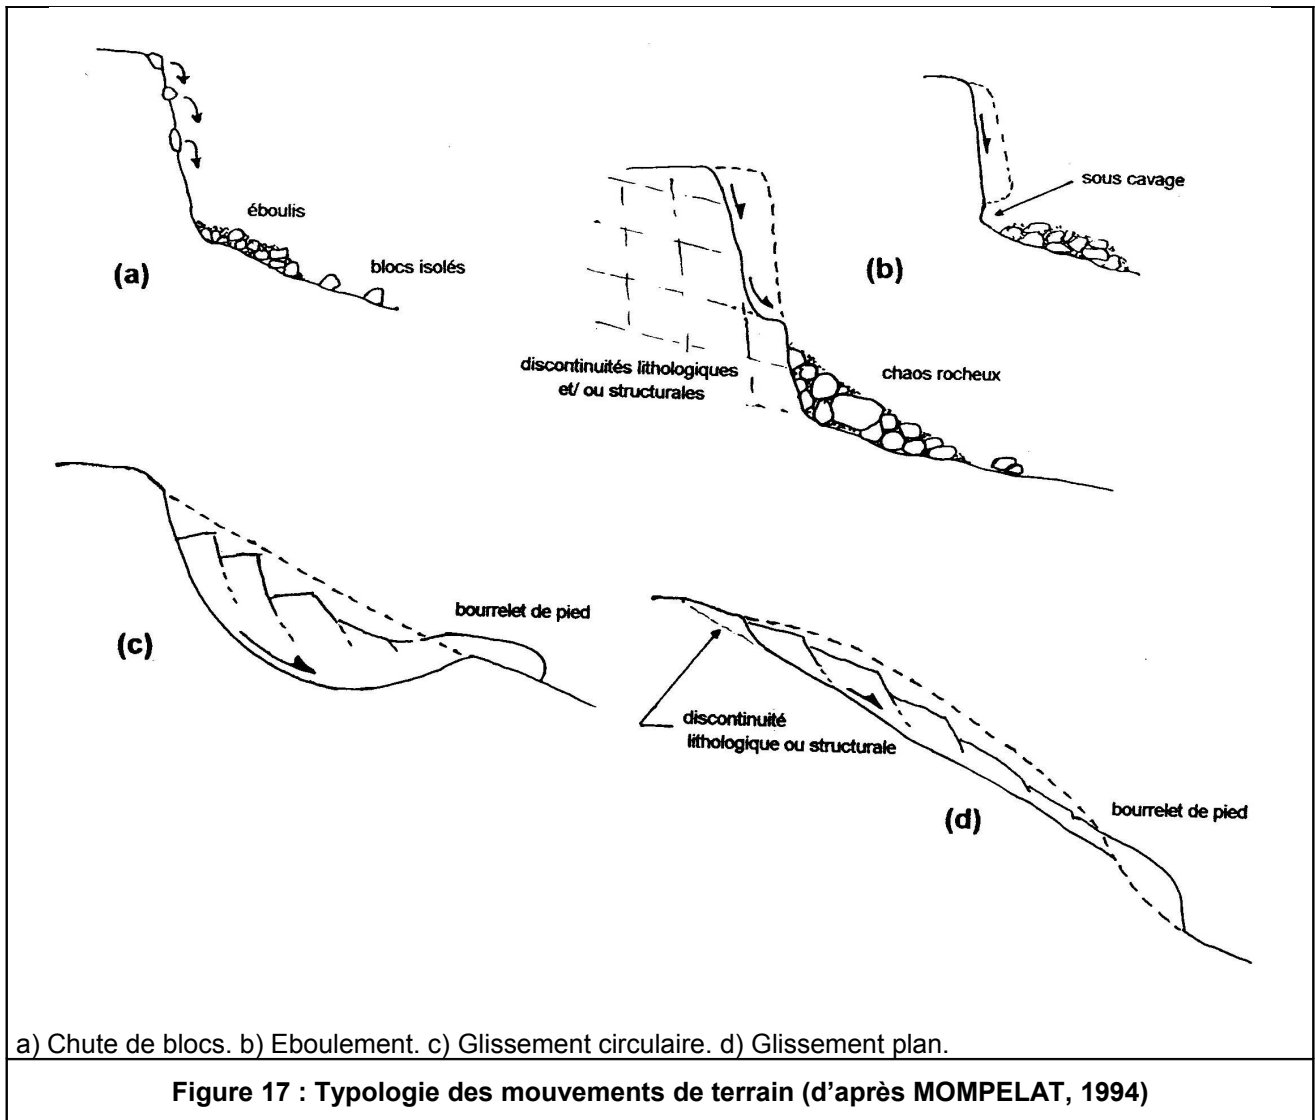 éboulis
blocs isolés
(a)
sous cavage
(b)
discontinuités lithologiques
et/ ou structurales
chaos rocheux
bourrelet de pied
(c)
discontinuité
lithologique ou structurale
bourrelet de pied
(d)
a) Chute de blocs. b) Eboulement. c) Glissement circulaire. d) Glissement plan.
Figure 17 : Typologie des mouvements de terrain (d’après MOMPELAT, 1994)